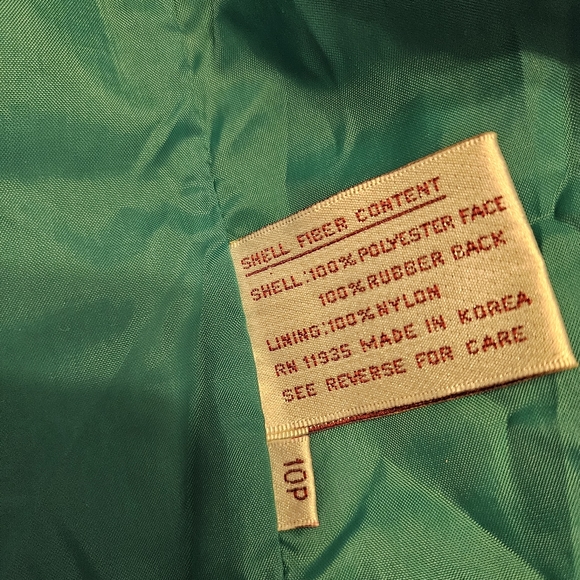 SHELL FIBER CONTENT
SHELL:100% POLYESTER FACE
100% RUBBER BACK
LINING:100% NYLON
RN 11935 MADE IN KOREA
SEE REVERSE FOR CARE
10P